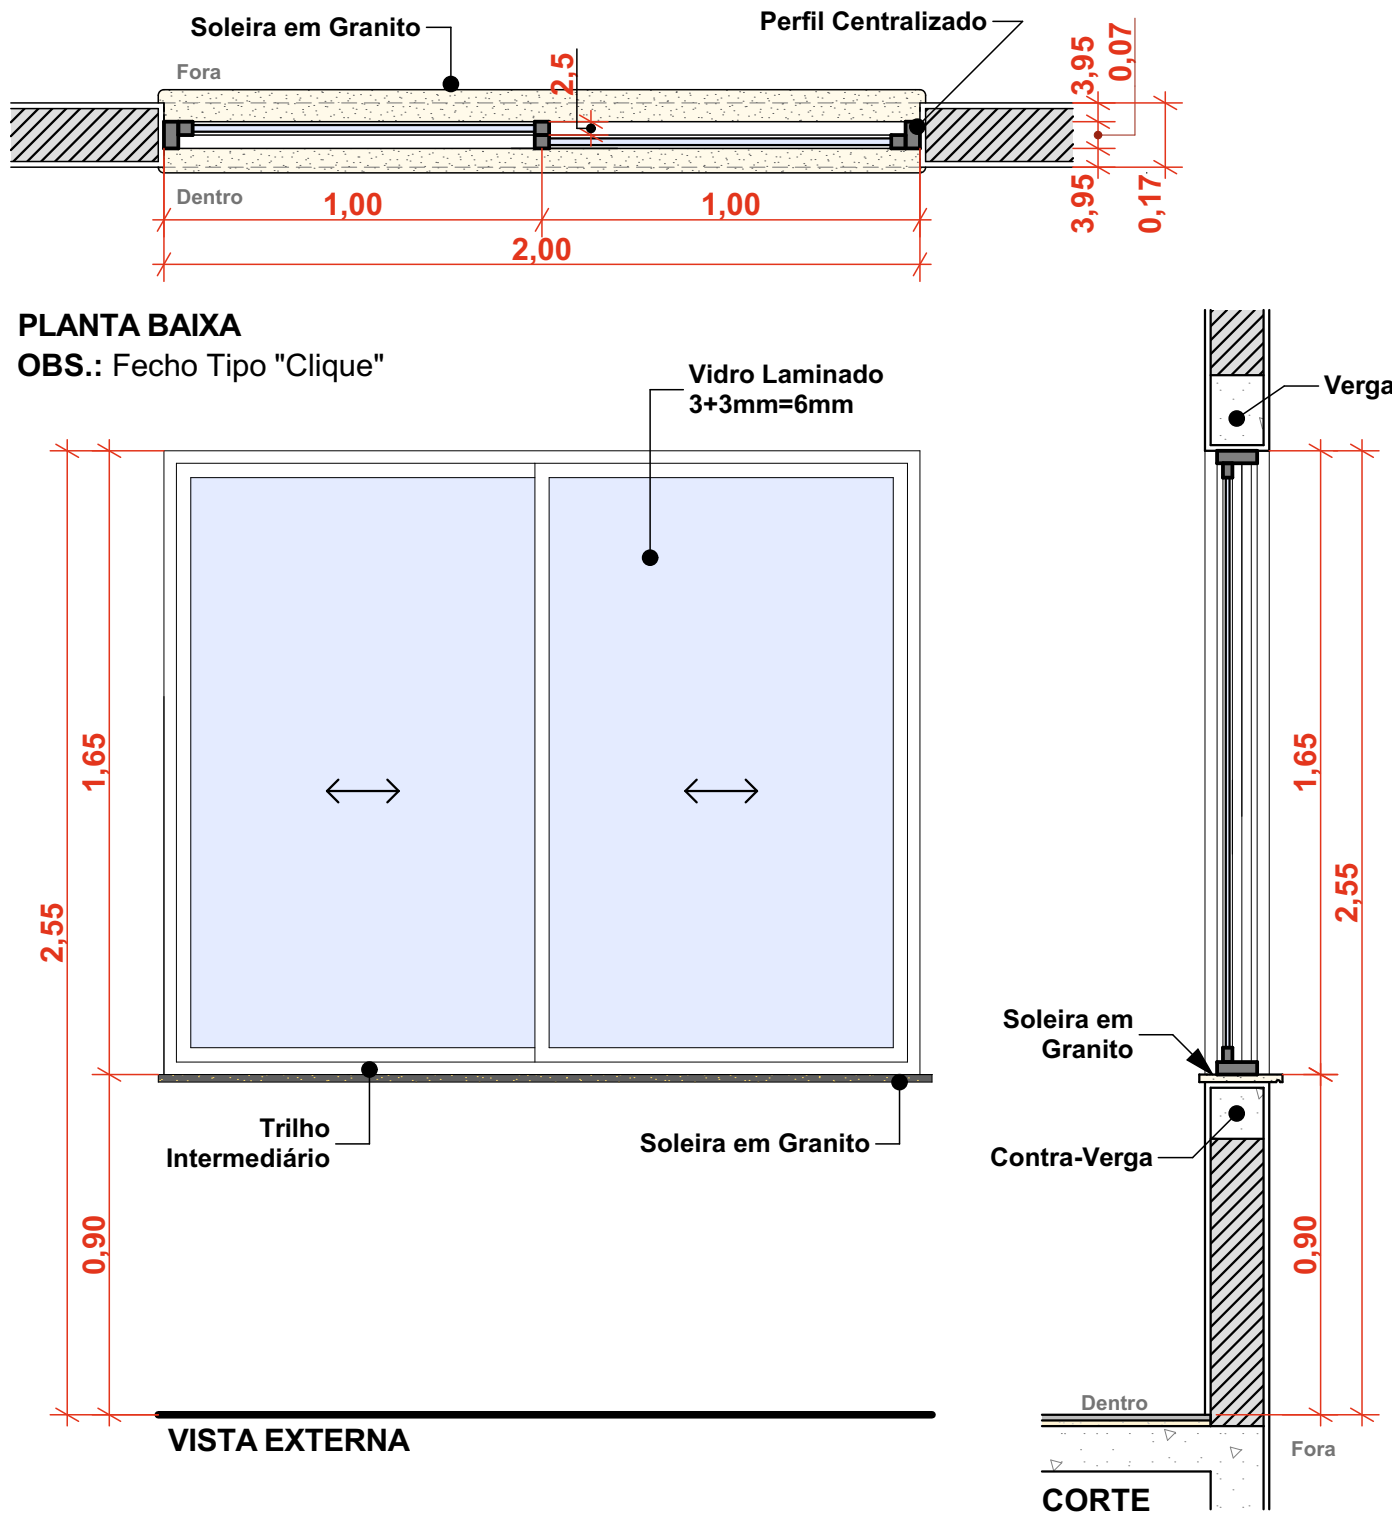 Soleira em Granito
Perfil Centralizado
Fora
2,5
3,95
0,07
Dentro
1,00
1,00
3,95
0,17
2,00
PLANTA BAIXA
OBS.: Fecho Tipo "Clique"
Vidro Laminado
3+3mm=6mm
Verga
1,65
1,65
2,55
2,55
Soleira em
Granito
Trilho
Intermediário
Soleira em Granito
Contra-Verga
0,90
0,90
Dentro
VISTA EXTERNA
Fora
CORTE